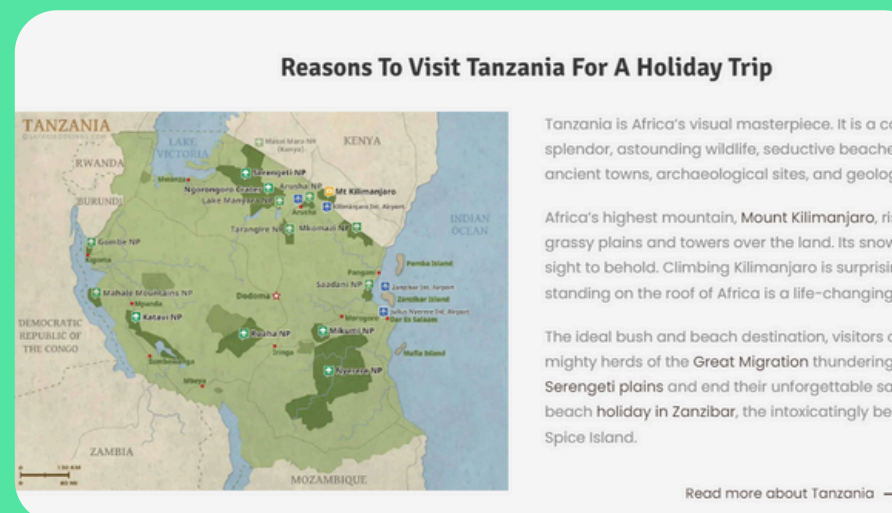 Reasons To Visit Tanzania For A Holiday Trip
TANZANIA
Masai Mara NP
(Kenya)
KENYA
LAKE
VICTORIA
RWANDA
BURUNDI
Mwanza
Serengeti NP
Ngorongoro Crater
Arusha NP
Mt Kilimanjaro
Lake Manyara NP
Kilimanjaro Int. Airport
Arusha
Tarangire NP
Mkomazi NP
INDIAN
OCEAN
Gombe NP
Kigoma
Pemba Island
Pangani
Saadani NP
Zanzibar Int. Airport
Zanzibar Island
Mahale Mountains NP
Mpanda
Dodoma
Katavi NP
Morogoro
Julius Nyerere Int. Airport
Dar Es Salaam
DEMOCRATIC
REPUBLIC OF
THE CONGO
Ruaha NP
Mikumi NP
Iringa
Mafia Island
Sumbawanga
Nyerere NP
Mbeya
ZAMBIA
MOZAMBIQUE
Tanzania is Africa's visual masterpiece. It is a co
splendor, astounding wildlife, seductive beache
ancient towns, archaeological sites, and geolog
Africa's highest mountain, Mount Kilimanjaro, ri
grassy plains and towers over the land. Its snov
sight to behold. Climbing Kilimanjaro is surprisin
standing on the roof of Africa is a life-changing
The ideal bush and beach destination, visitors c
mighty herds of the Great Migration thundering
Serengeti plains and end their unforgettable sa
beach holiday in Zanzibar, the intoxicatingly be
Spice Island.
Read more about Tanzania